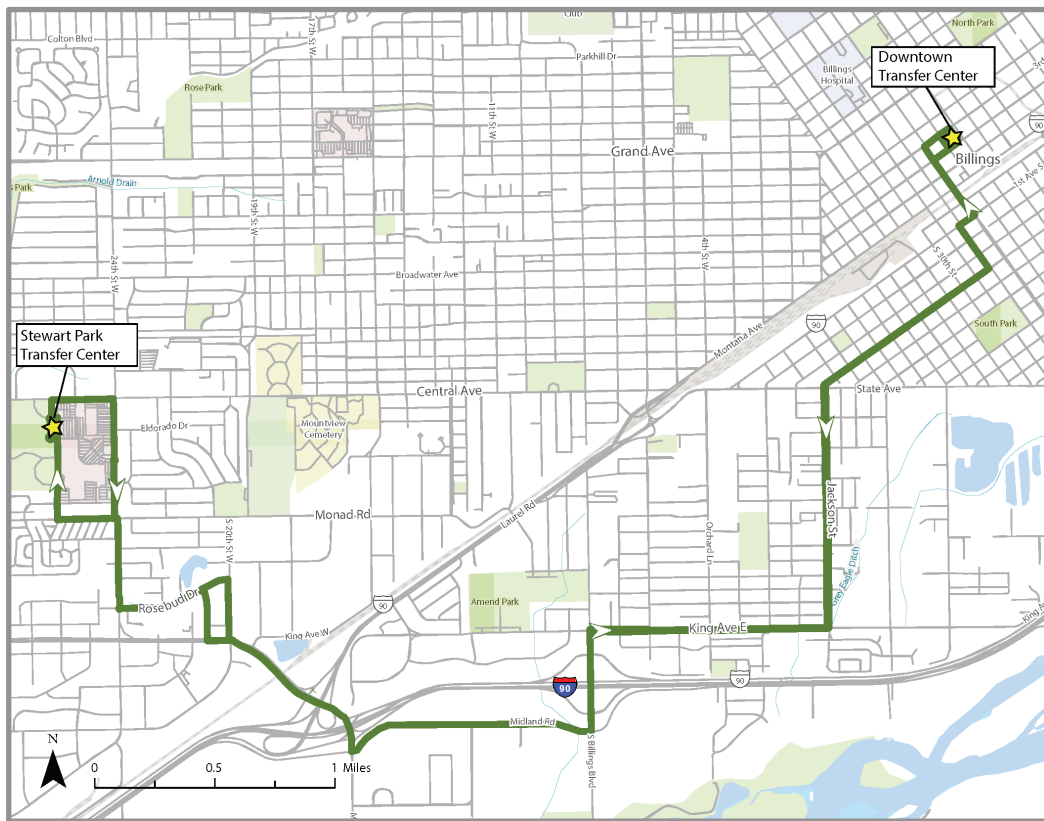 Colton Blvd
17th St W
Club
North Park
Parkhill Dr
Downtown
Transfer Center
Billings
Hospital
3rd
Rose Park
11th St W
90
Grand Ave
Billings
1st Ave S
s Park
Arnold Drain
19th St W
24th St W
4th St W
S 30th St
Broadwater Ave
90
South Park
Montana Ave
Stewart Park
Transfer Center
Central Ave
State Ave
Eldorado Dr
Mountview
Cemetery
Jackson St
Monad Rd
Laurel Rd
S 20th St W
Orchard Ln
Grey Eagle Ditch
Rosebud Dr
90
Amend Park
King Av
King Ave W
King Ave E
90
90
Midland Rd
S Billings Blvd
N
0 0.5 1 Miles